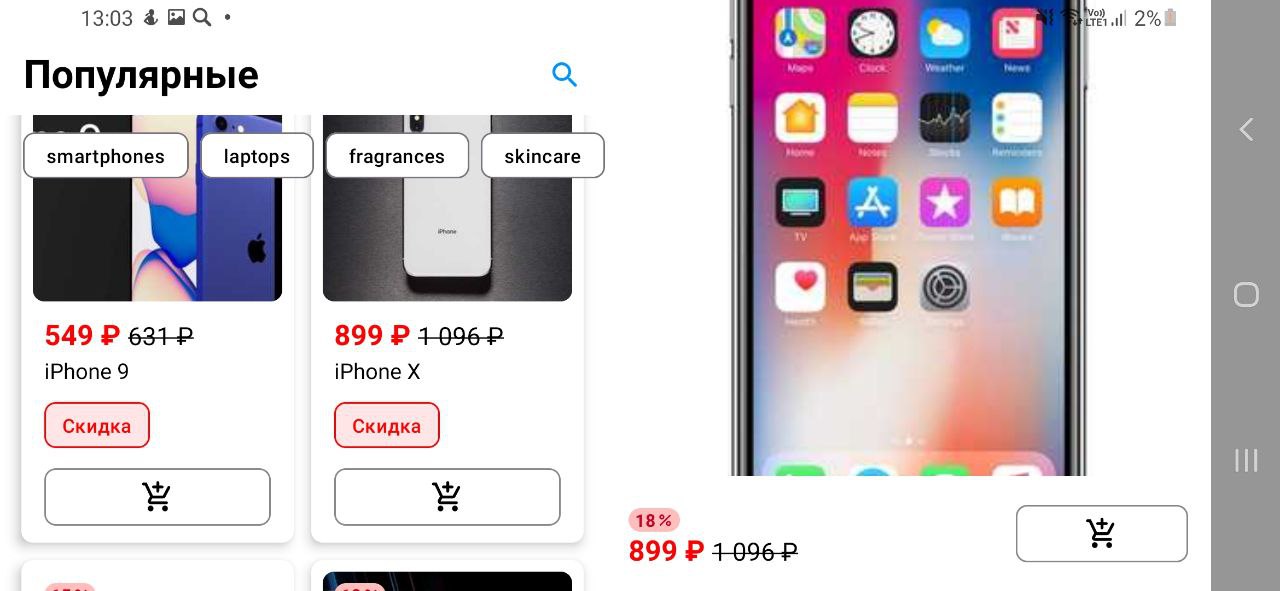 13:03
Vo)) LTE1 2%
Популярные
smartphones laptops fragrances skincare
iPhone
549 ₽ 631 ₽
iPhone 9
Скидка
899 ₽ 1 096 ₽
iPhone X
Скидка
Maps Clock Weather News
Home Notes Stocks Reminders
TV App Store iTunes Store iBooks
Health Wallet Settings
18%
899 ₽ 1 096 ₽